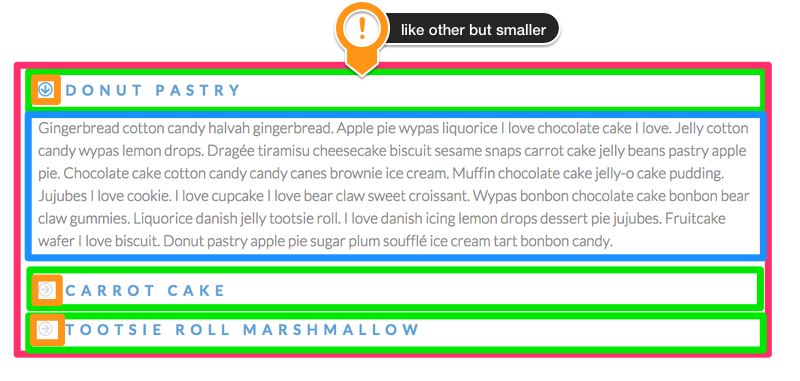 like other but smaller
DONUT PASTRY
Gingerbread cotton candy halvah gingerbread. Apple pie wypas liquorice I love chocolate cake I love. Jelly cotton
candy wypas lemon drops. Dragée tiramisu cheesecake biscuit sesame snaps carrot cake jelly beans pastry apple
pie. Chocolate cake cotton candy candy canes brownie ice cream. Muffin chocolate cake jelly-o cake pudding.
Jujubes I love cookie. I love cupcake I love bear claw sweet croissant. Wypas bonbon chocolate cake bonbon bear
claw gummies. Liquorice danish jelly tootsie roll. I love danish icing lemon drops dessert pie jujubes. Fruitcake
wafer I love biscuit. Donut pastry apple pie sugar plum soufflé ice cream tart bonbon candy.
CARROT CAKE
TOOTSIE ROLL MARSHMALLOW